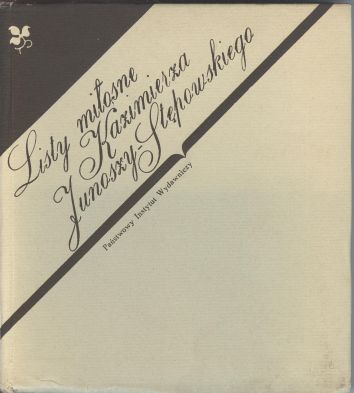 Listy miłosne
Kazimierza
Junoszy-Stępowskiego
Państwowy Instytut Wydawniczy